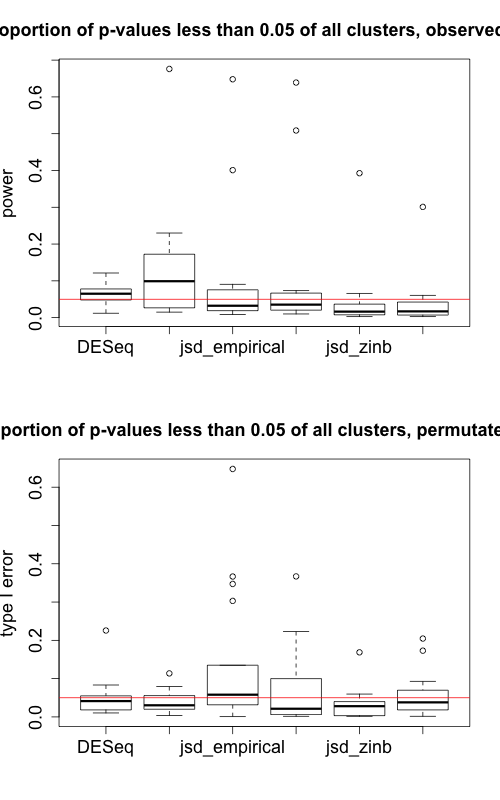 oportion of p-values less than 0.05 of all clusters, observed
power
0.6
0.4
0.2
0.0
DESeq jsd_empirical jsd_zinb
portion of p-values less than 0.05 of all clusters, permutate
type I error
0.6
0.4
0.2
0.0
DESeq jsd_empirical jsd_zinb